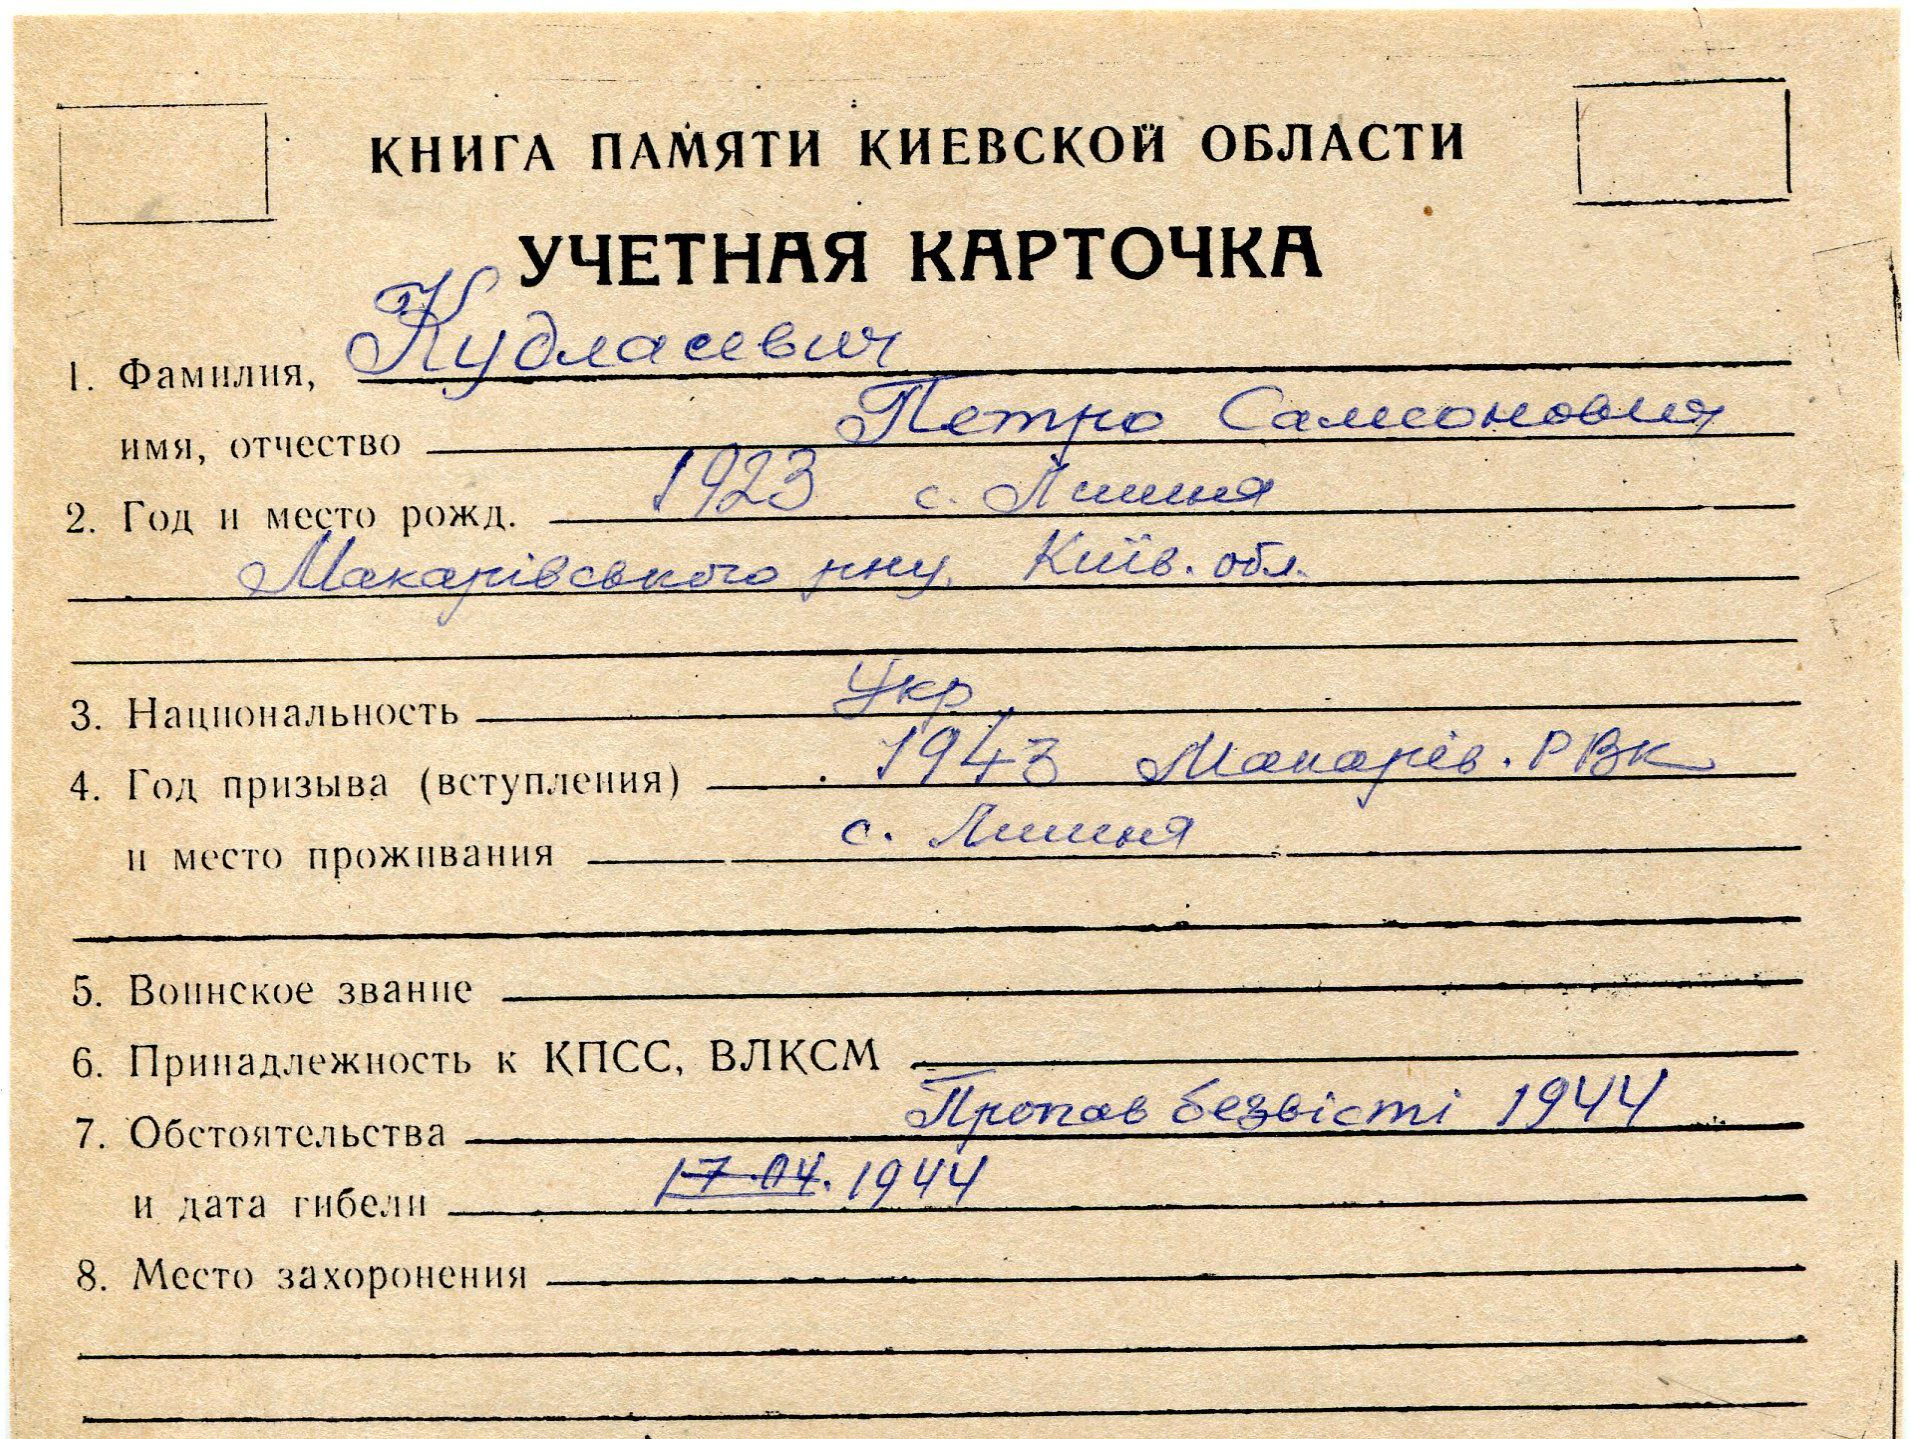 КНИГА ПАМЯТИ КИЕВСКОЙ ОБЛАСТИ
УЧЕТНАЯ КАРТОЧКА
1. Фамилия, Кудласевич
имя, отчество Петро Самсонович
2. Год и место рожд. 1923 с. Липня
Макарівського рну, Київ. обл.
3. Национальность Укр
4. Год призыва (вступления) 1943 Макарів. РВК
и место проживания с. Липня
5. Воинское звание
6. Принадлежность к КПСС, ВЛКСМ
7. Обстоятельства Пропав безвісті 1944
и дата гибели 17.04.1944
8. Место захоронения